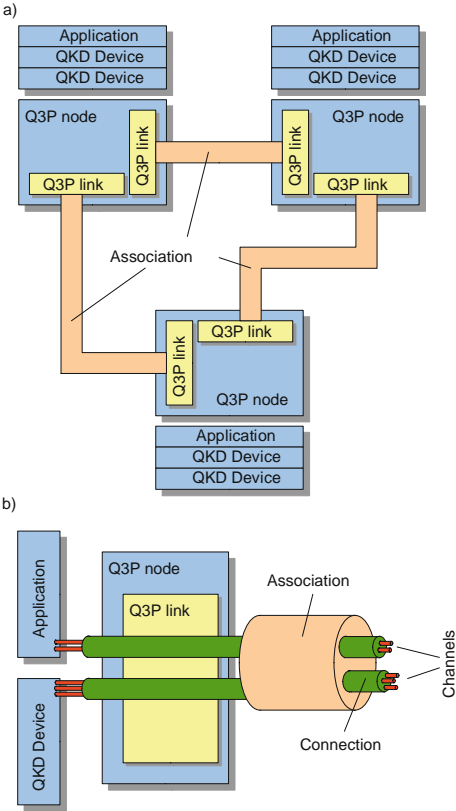 a)
Application
QKD Device
QKD Device
Application
QKD Device
QKD Device
Q3P node
Q3P link
Q3P link
Q3P node
Q3P link
Q3P link
Association
Q3P link
Q3P link
Q3P node
Application
QKD Device
QKD Device
b)
Application
QKD Device
Q3P node
Q3P link
Association
Connection
Channels